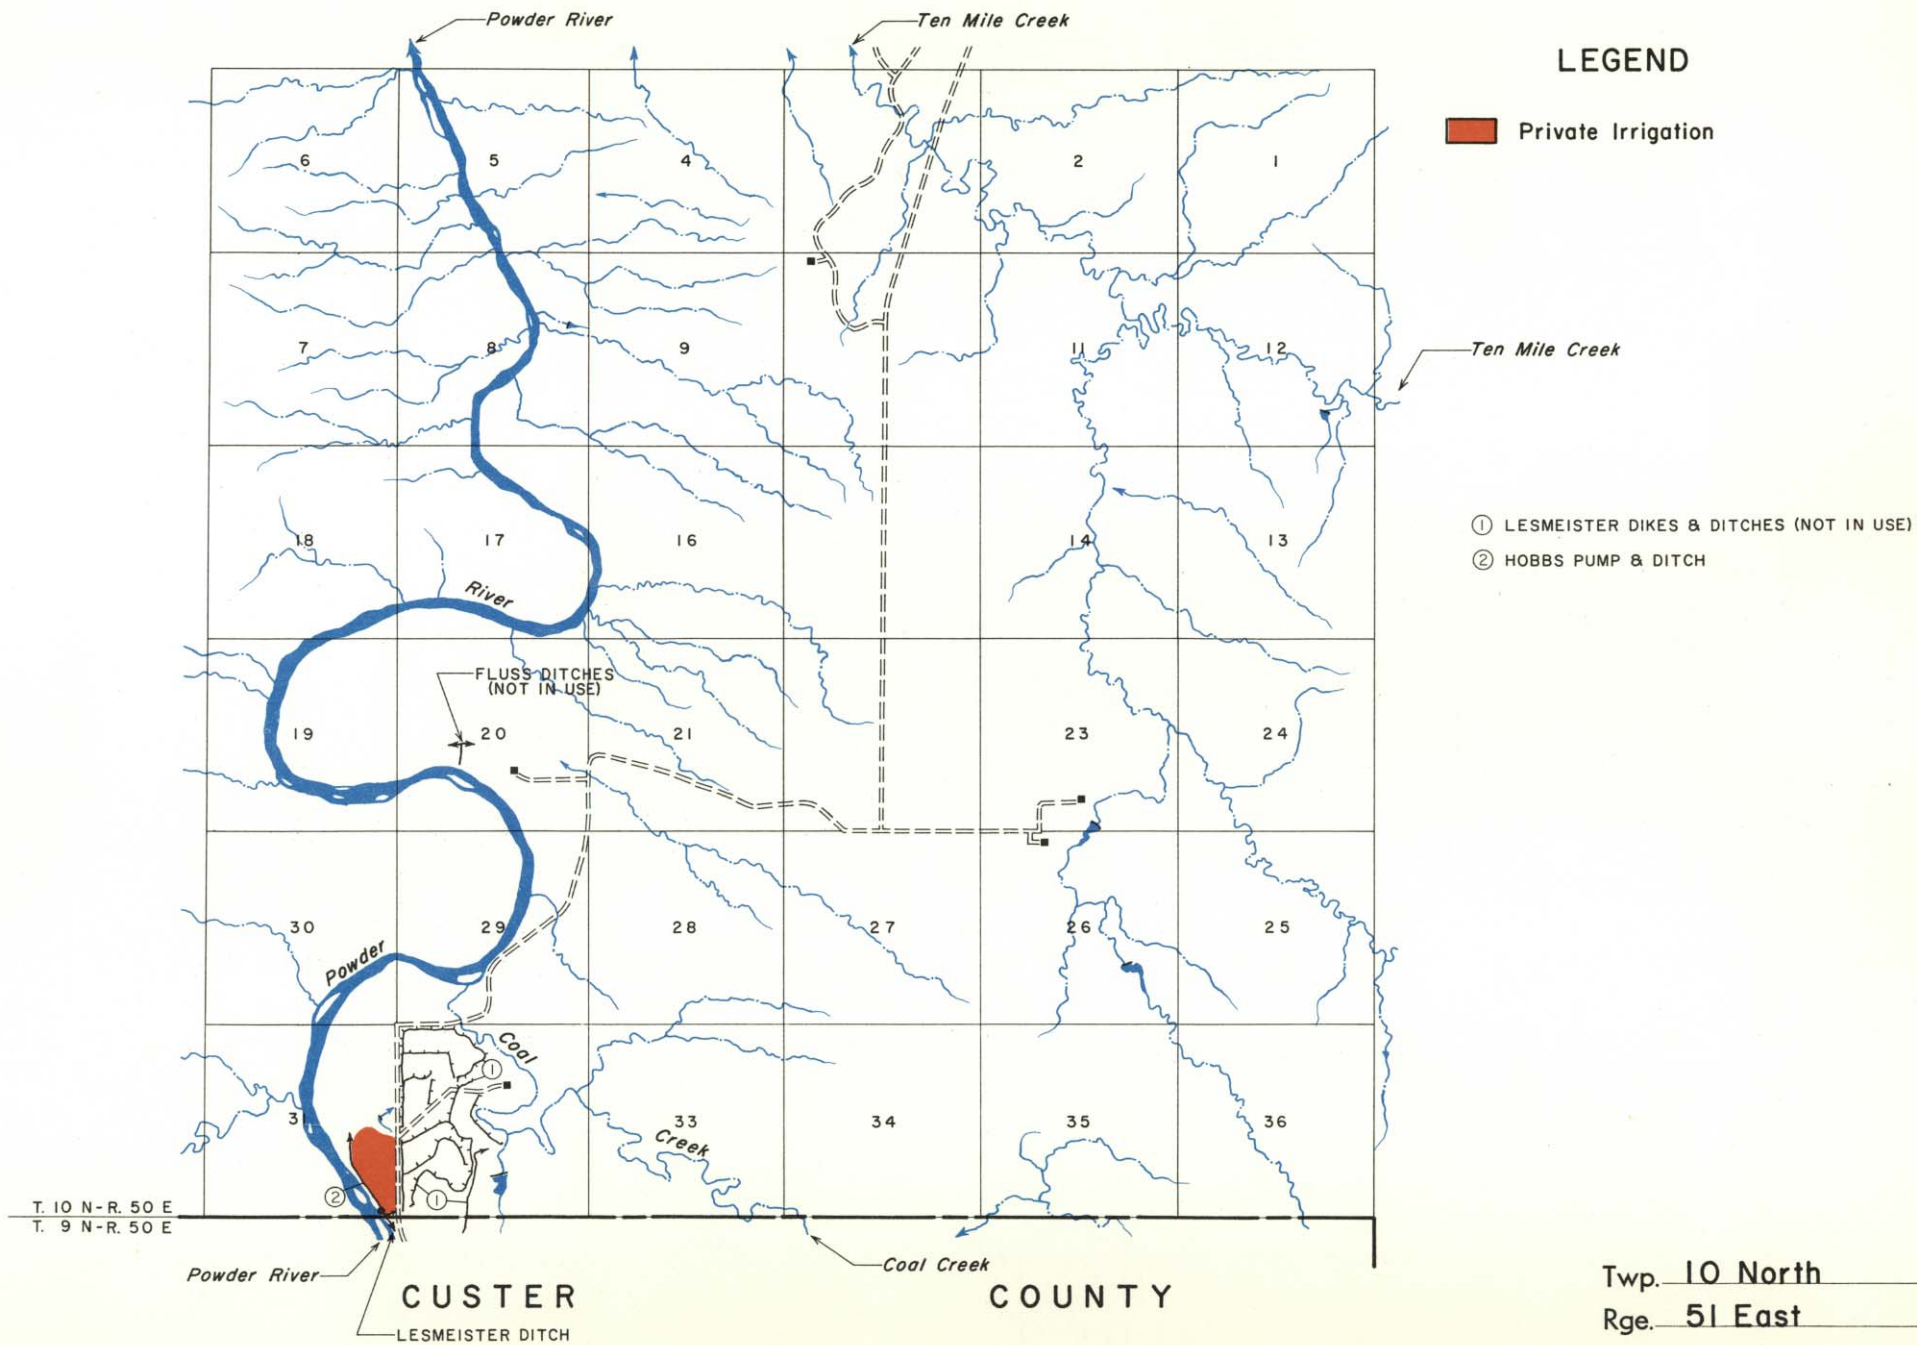 Powder River
Ten Mile Creek
LEGEND
Private Irrigation
6
5
4
2
1
7
8
9
11
12
Ten Mile Creek
18
17
16
14
13
① LESMEISTER DIKES & DITCHES (NOT IN USE)
② HOBBS PUMP & DITCH
River
FLUSS DITCHES
(NOT IN USE)
19
20
21
23
24
30
29
28
27
26
25
Powder
Coal
①
31
33
34
35
36
Creek
②
①
T. 10 N-R. 50 E
T. 9 N-R. 50 E
Powder River
Coal Creek
CUSTER COUNTY
LESMEISTER DITCH
Twp. 10 North
Rge. 51 East